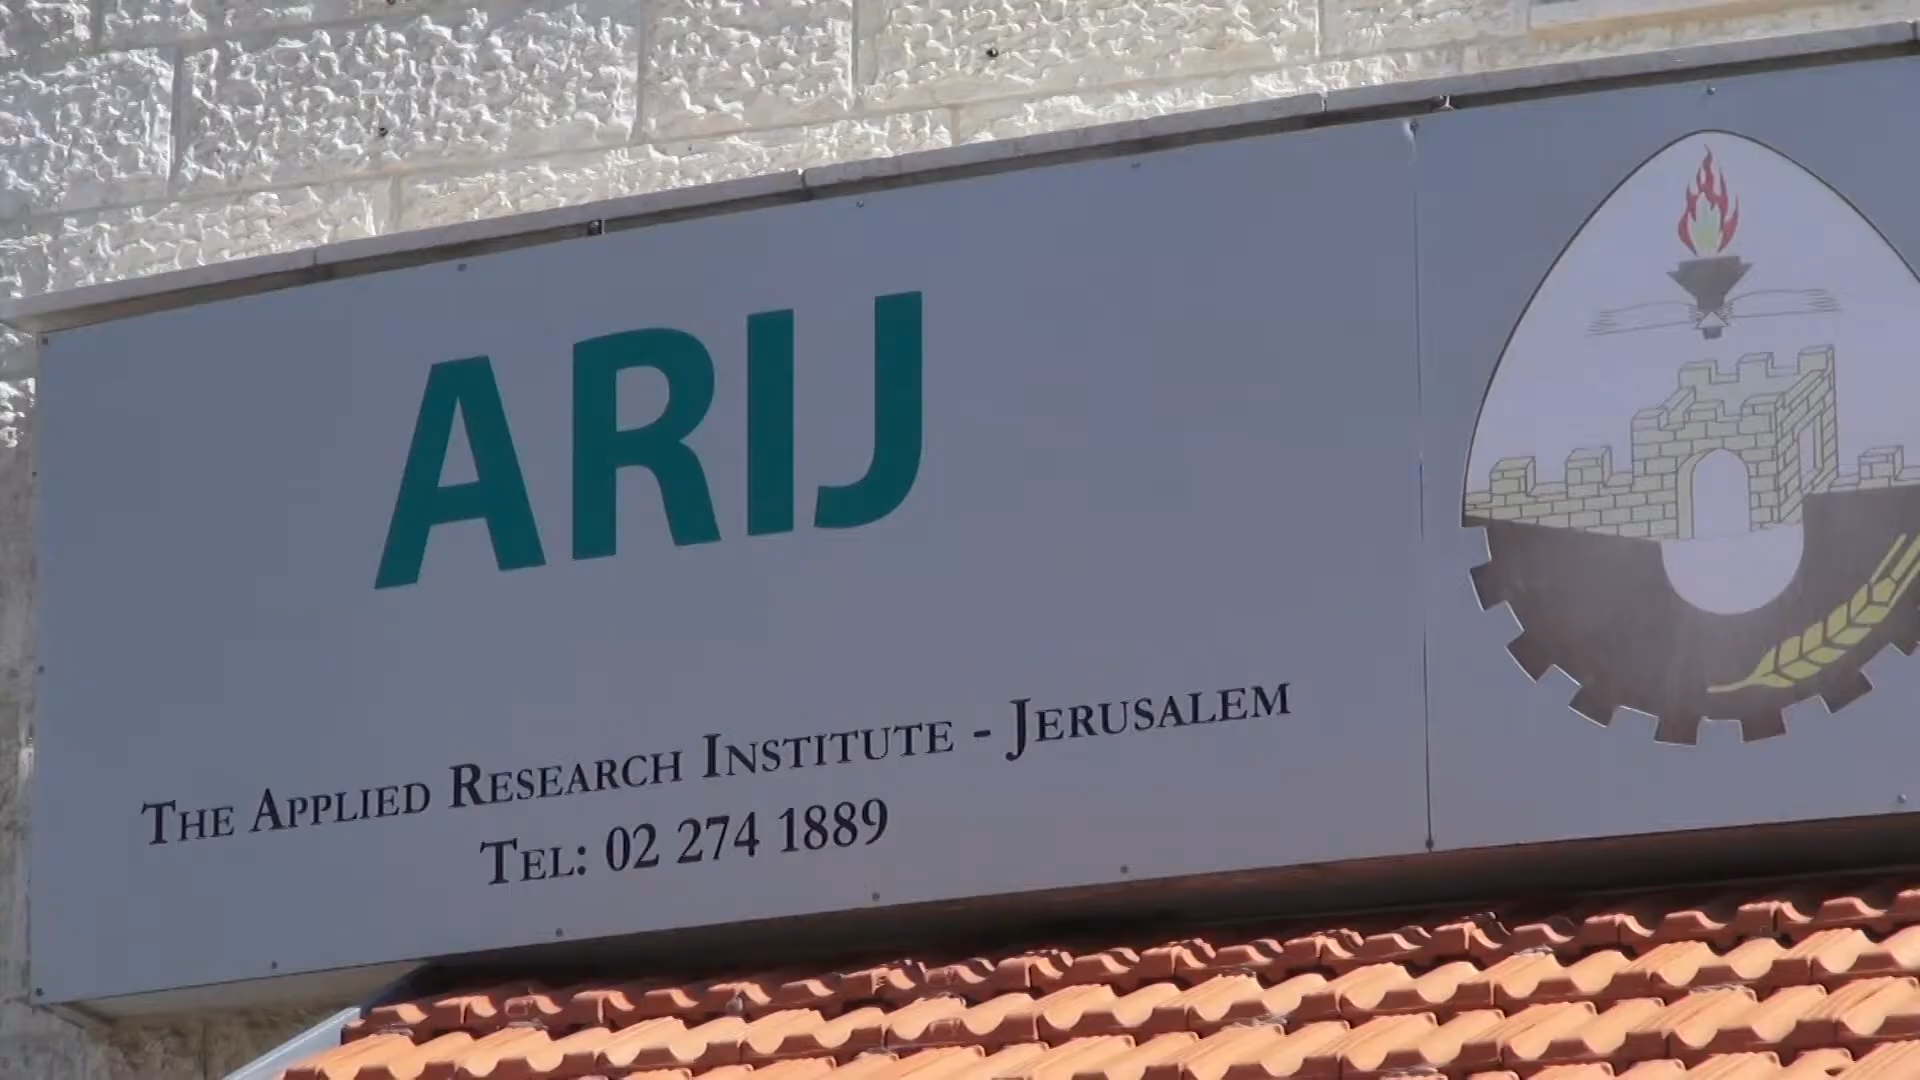 ARIJ
THE APPLIED RESEARCH INSTITUTE - JERUSALEM
TEL: 02 274 1889